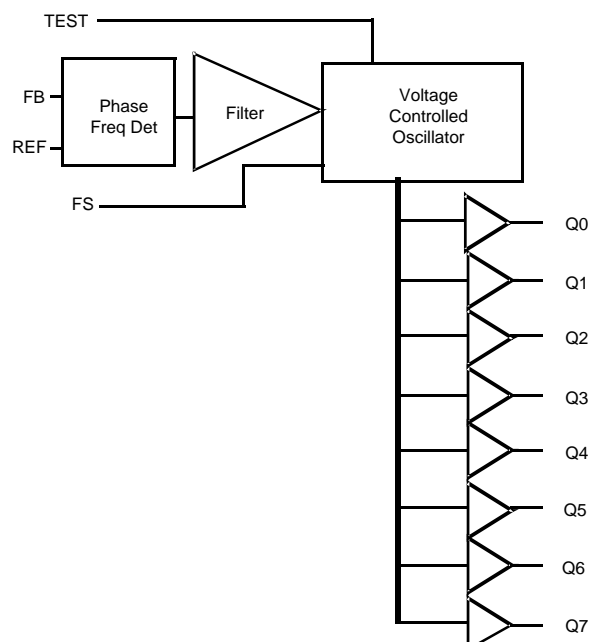 TEST
FB
REF
Phase
Freq Det
Filter
Voltage
Controlled
Oscillator
FS
Q0
Q1
Q2
Q3
Q4
Q5
Q6
Q7